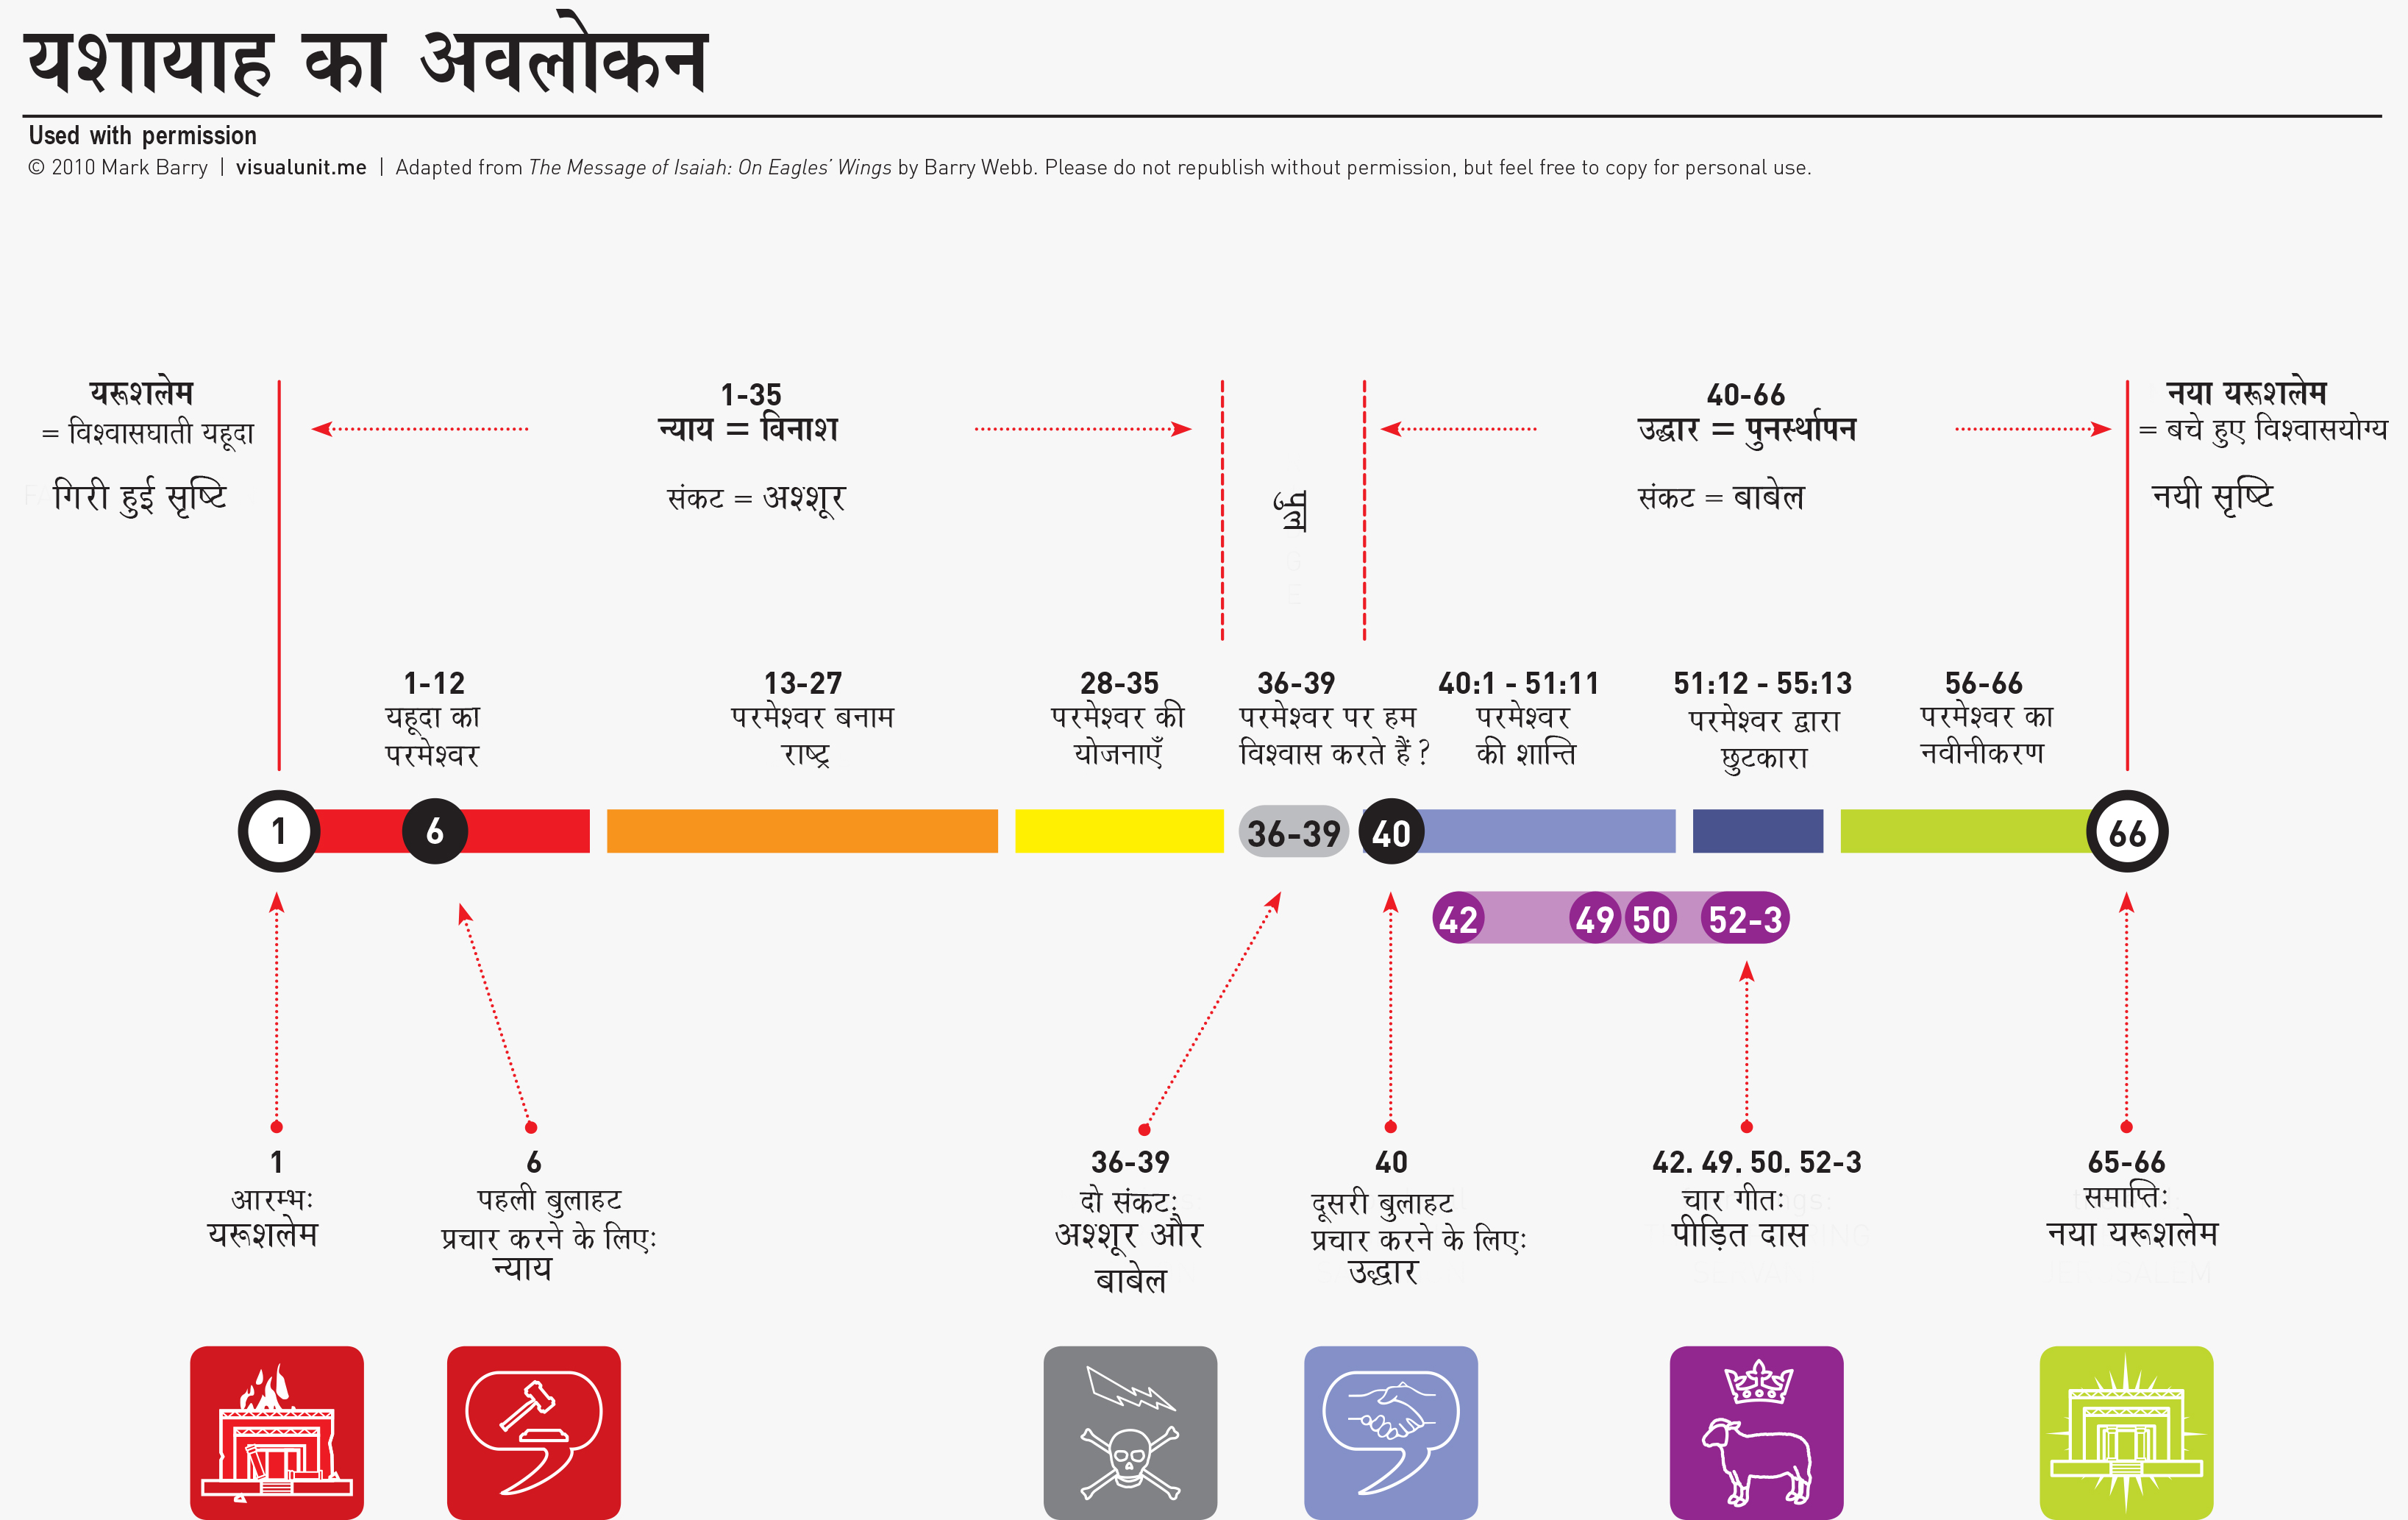 यशायाह का अवलोकन
Used with permission
© 2010 Mark Barry | visualunit.me | Adapted from The Message of Isaiah: On Eagles’ Wings by Barry Webb. Please do not republish without permission, but feel free to copy for personal use.
यरूशलेम
= विश्वासघाती यहूदा
गिरी हुई सृष्टि
1-35
न्याय = विनाश
संकट = अश्शूर
पुल
40-66
उद्धार = पुनर्स्थापन
संकट = बाबेल
नया यरूशलेम
= बचे हुए विश्वासयोग्य
नयी सृष्टि
1-12
यहूदा का
परमेश्वर
13-27
परमेश्वर बनाम
राष्ट्र
28-35
परमेश्वर की
योजनाएँ
36-39
परमेश्वर पर हम
विश्वास करते हैं ?
40:1 - 51:11
परमेश्वर
की शान्ति
51:12 - 55:13
परमेश्वर द्वारा
छुटकारा
56-66
परमेश्वर का
नवीनीकरण
1
6
36-39
40
66
42
49
50
52-3
1
आरम्भः
यरूशलेम
6
पहली बुलाहट
प्रचार करने के लिएः
न्याय
36-39
दो संकटः
अश्शूर और
बाबेल
40
दूसरी बुलाहट
प्रचार करने के लिएः
उद्धार
42. 49. 50. 52-3
चार गीतः
पीड़ित दास
65-66
समाप्तिः
नया यरूशलेम